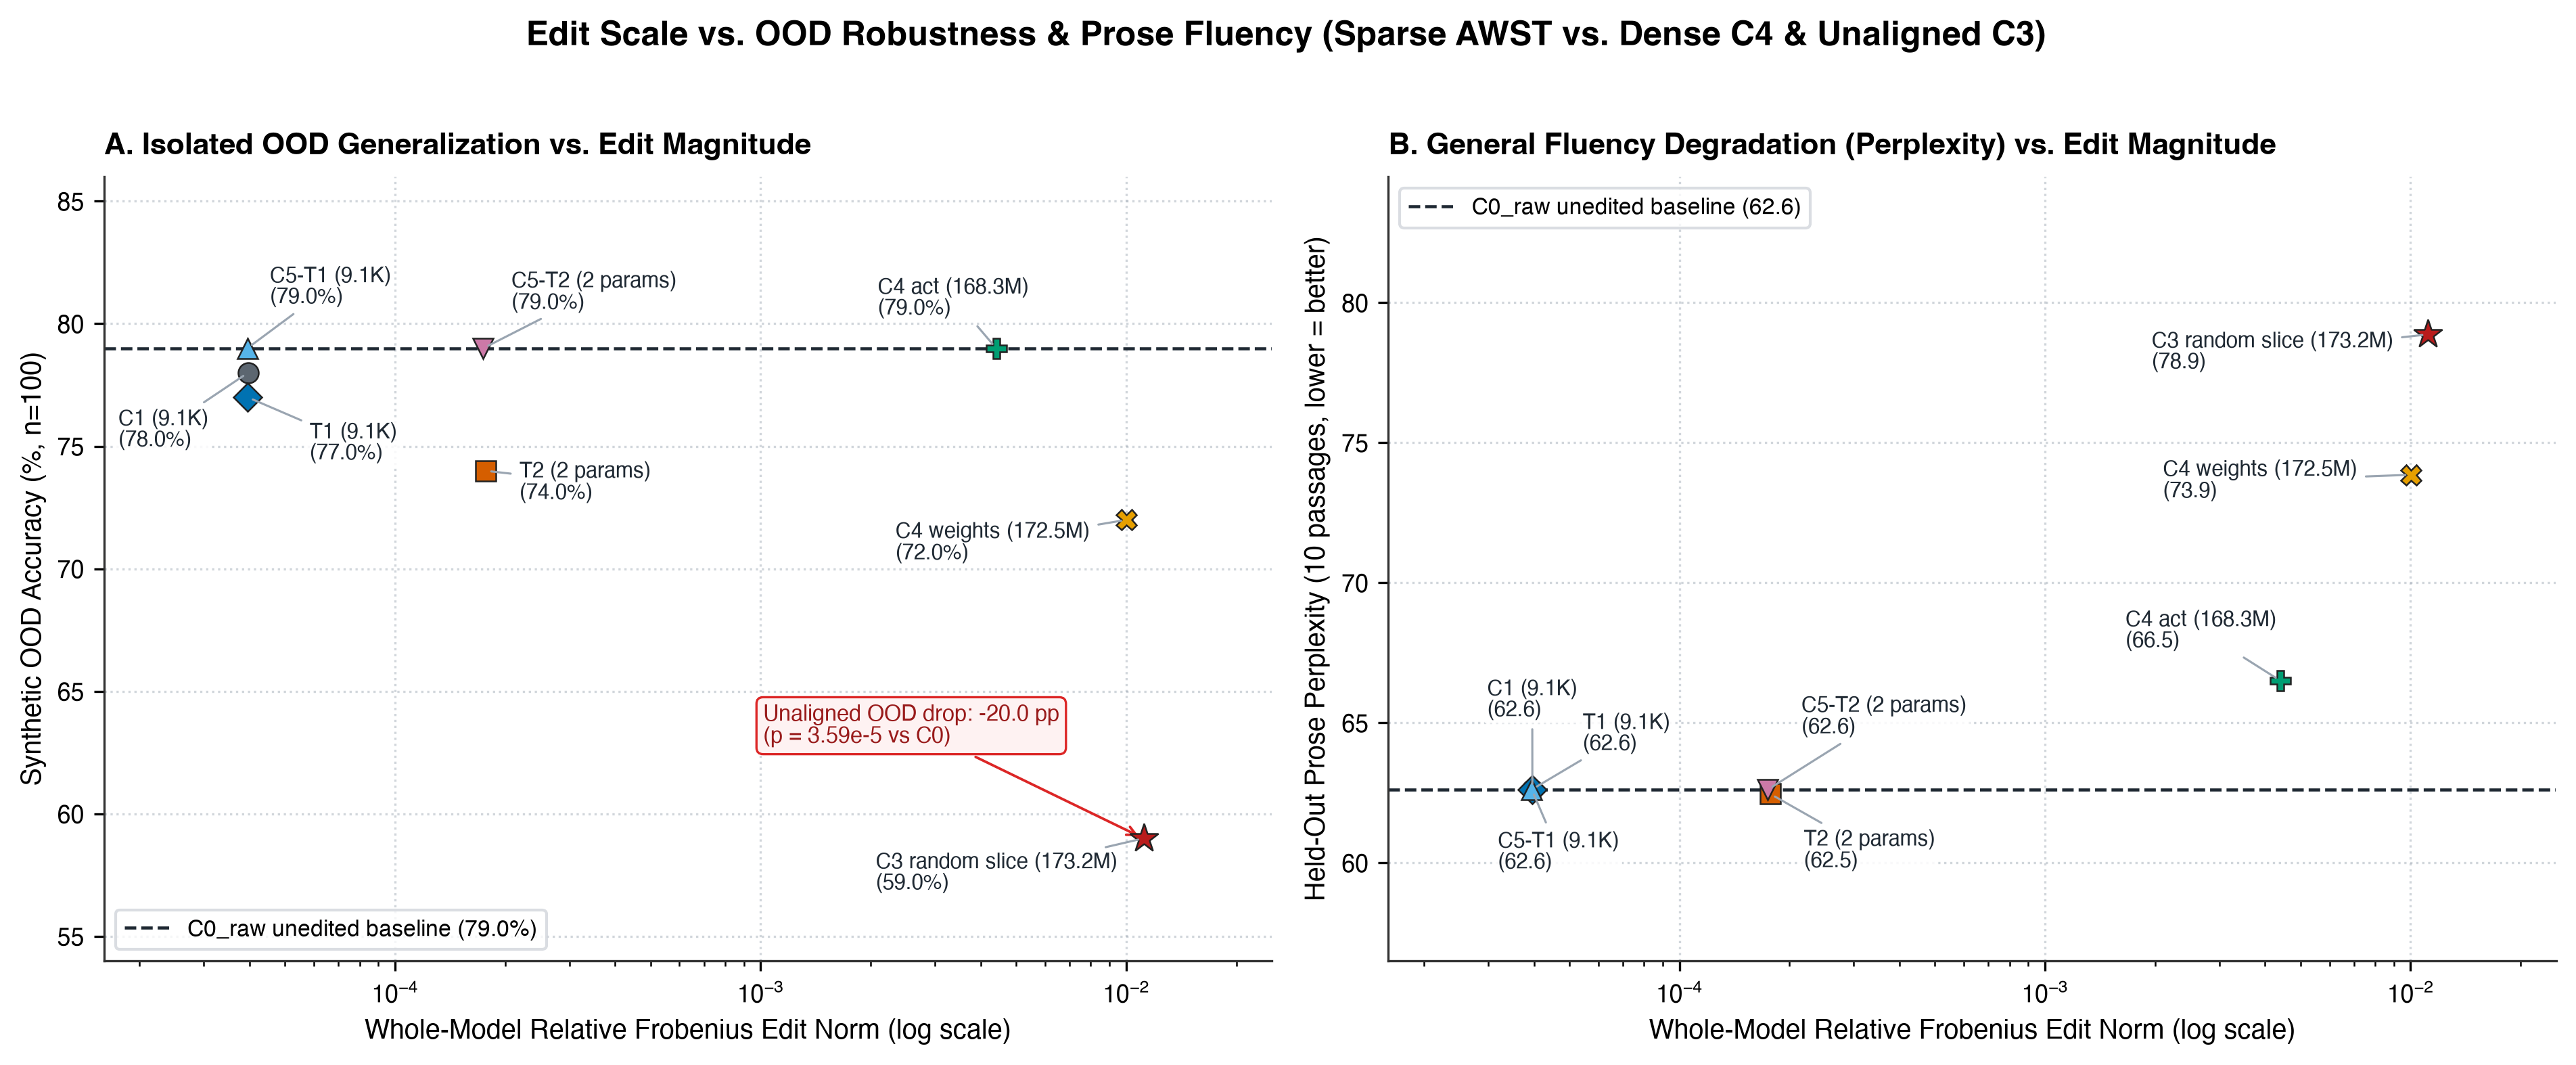 Edit Scale vs. OOD Robustness & Prose Fluency (Sparse AWST vs. Dense C4 & Unaligned C3)
A. Isolated OOD Generalization vs. Edit Magnitude
Synthetic OOD Accuracy (%, n=100)
85
80
75
70
65
60
55
C5-T1 (9.1K)
(79.0%)
C5-T2 (2 params)
(79.0%)
C4 act (168.3M)
(79.0%)
C1 (9.1K)
(78.0%)
T1 (9.1K)
(77.0%)
T2 (2 params)
(74.0%)
C4 weights (172.5M)
(72.0%)
Unaligned OOD drop: -20.0 pp
(p = 3.59e-5 vs C0)
C3 random slice (173.2M)
(59.0%)
C0_raw unedited baseline (79.0%)
10⁻⁴
10⁻³
10⁻²
Whole-Model Relative Frobenius Edit Norm (log scale)
B. General Fluency Degradation (Perplexity) vs. Edit Magnitude
Held-Out Prose Perplexity (10 passages, lower = better)
80
75
70
65
60
C0_raw unedited baseline (62.6)
C3 random slice (173.2M)
(78.9)
C4 weights (172.5M)
(73.9)
C4 act (168.3M)
(66.5)
C1 (9.1K)
(62.6)
T1 (9.1K)
(62.6)
C5-T2 (2 params)
(62.6)
C5-T1 (9.1K)
(62.6)
T2 (2 params)
(62.5)
10⁻⁴
10⁻³
10⁻²
Whole-Model Relative Frobenius Edit Norm (log scale)